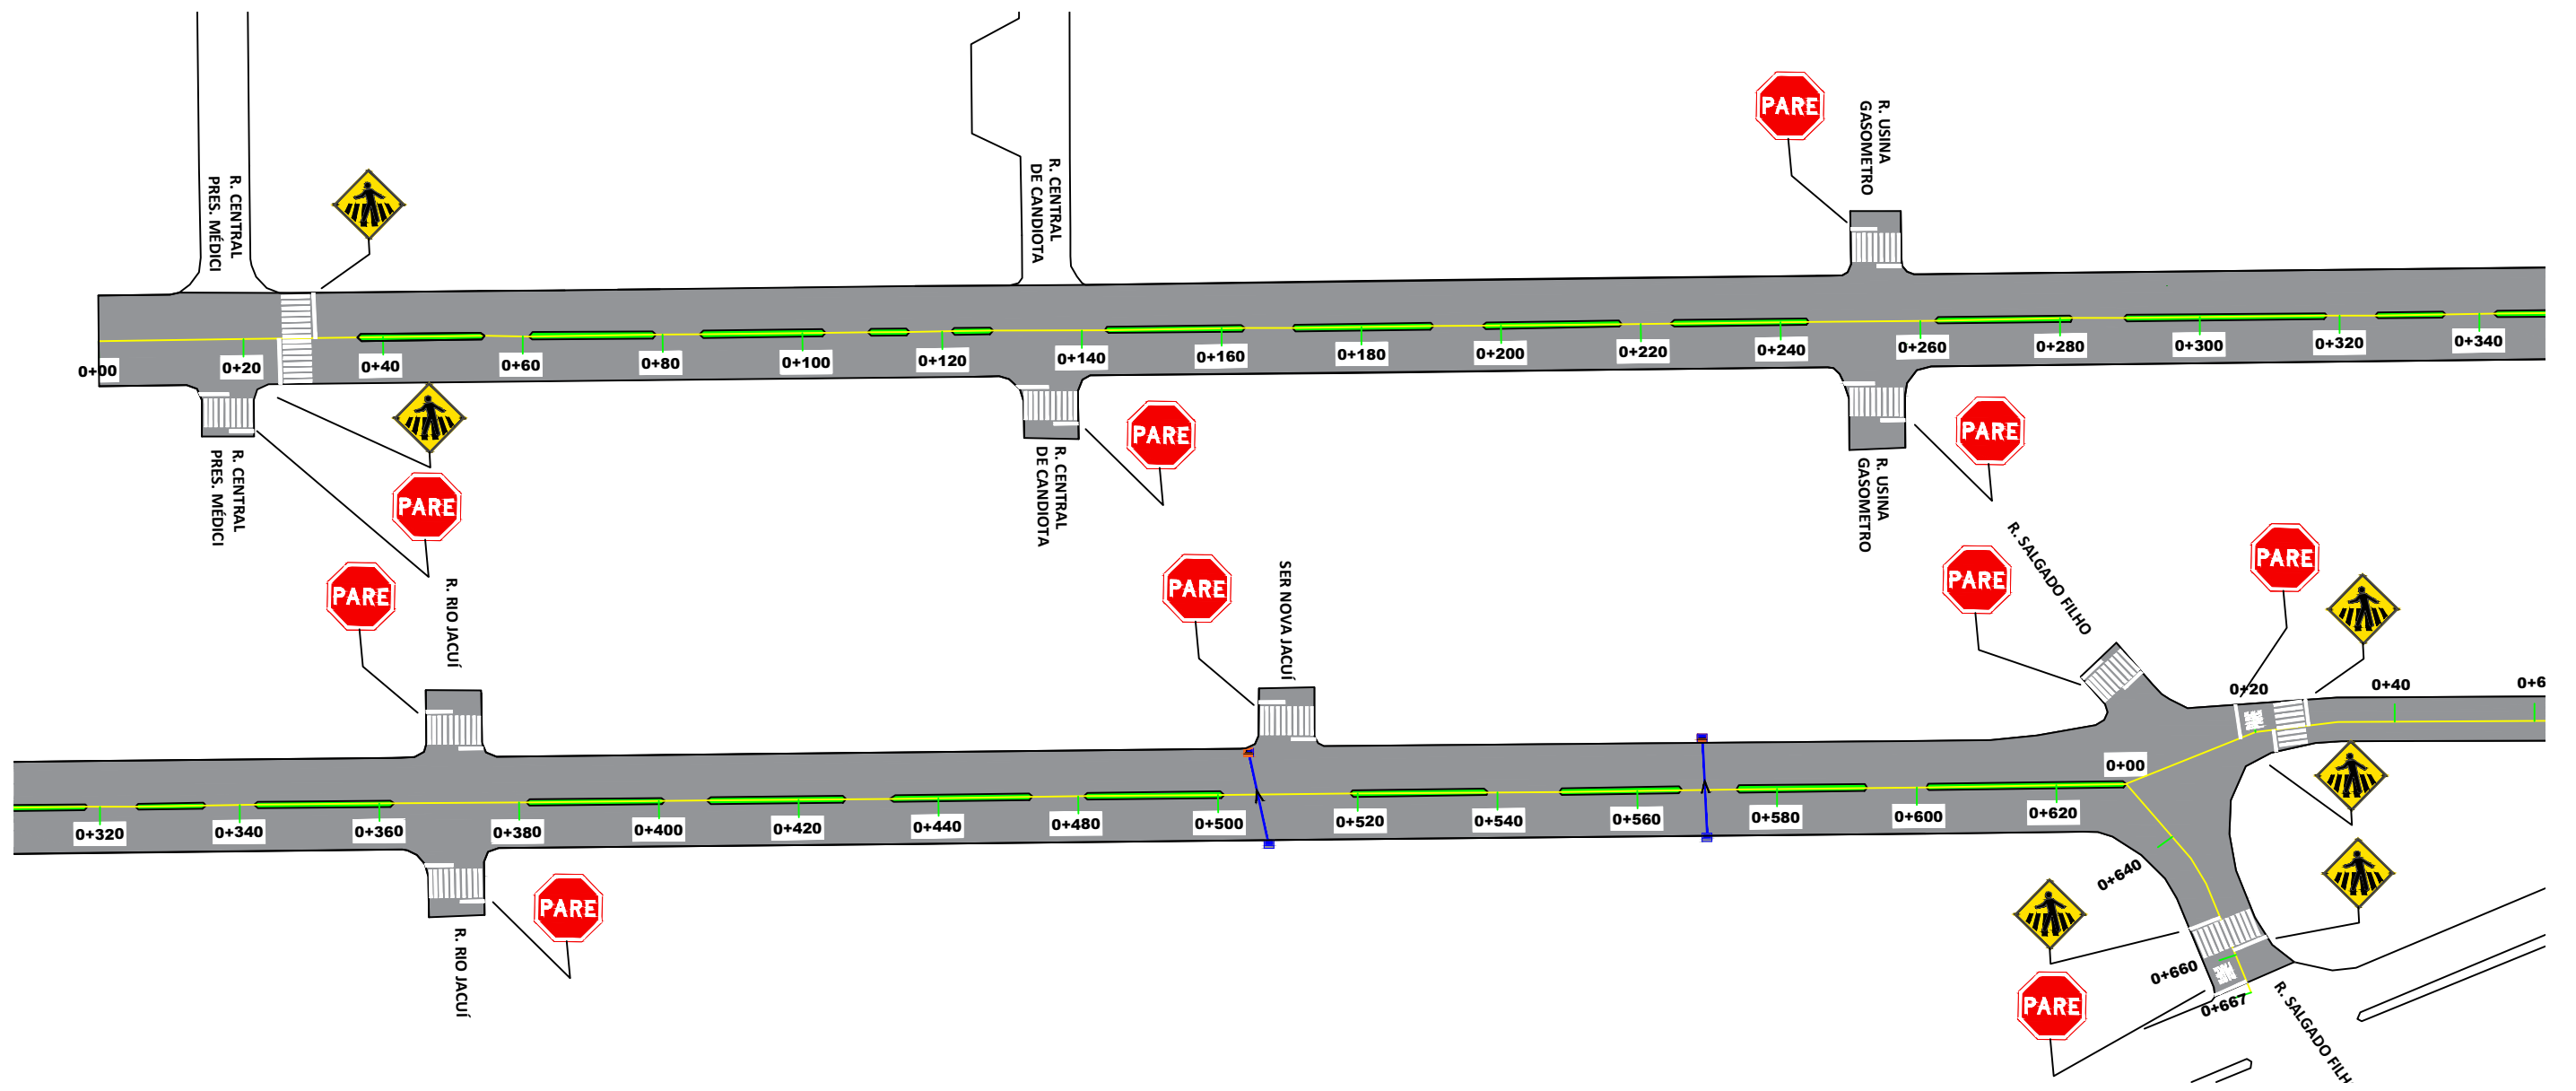 PARE
R. USINA
GASOMETRO
R. CENTRAL
PRES. MÉDICI
R. CENTRAL
DE CANDIOTA
0+00
0+20
0+40
0+60
0+80
0+100
0+120
0+140
0+160
0+180
0+200
0+220
0+240
0+260
0+280
0+300
0+320
0+340
R. CENTRAL
PRES. MÉDICI
PARE
R. CENTRAL
DE CANDIOTA
PARE
R. USINA
GASOMETRO
PARE
PARE
R. RIO JACUÍ
PARE
SER NOVA JACUÍ
PARE
R. SALGADO FILHO
PARE
0+20
0+40
0+6
0+00
0+320
0+340
0+360
0+380
0+400
0+420
0+440
0+480
0+500
0+520
0+540
0+560
0+580
0+600
0+620
0+640
0+660
0+667
R. RIO JACUÍ
PARE
PARE
R. SALGADO FILH